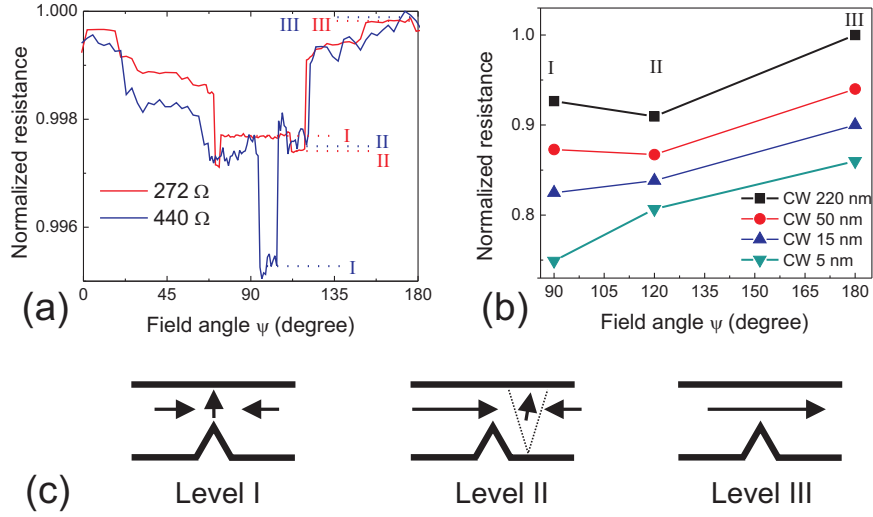 1.000
0.998
0.996
Normalized resistance
III III
I
II
II
I
272 Ω
440 Ω
0 45 90 135 180
Field angle ψ (degree)
(a)
1.0
0.9
0.8
Normalized resistance
I
II
III
CW 220 nm
CW 50 nm
CW 15 nm
CW 5 nm
90 105 120 135 150 165 180
Field angle ψ (degree)
(b)
(c)
Level I Level II Level III